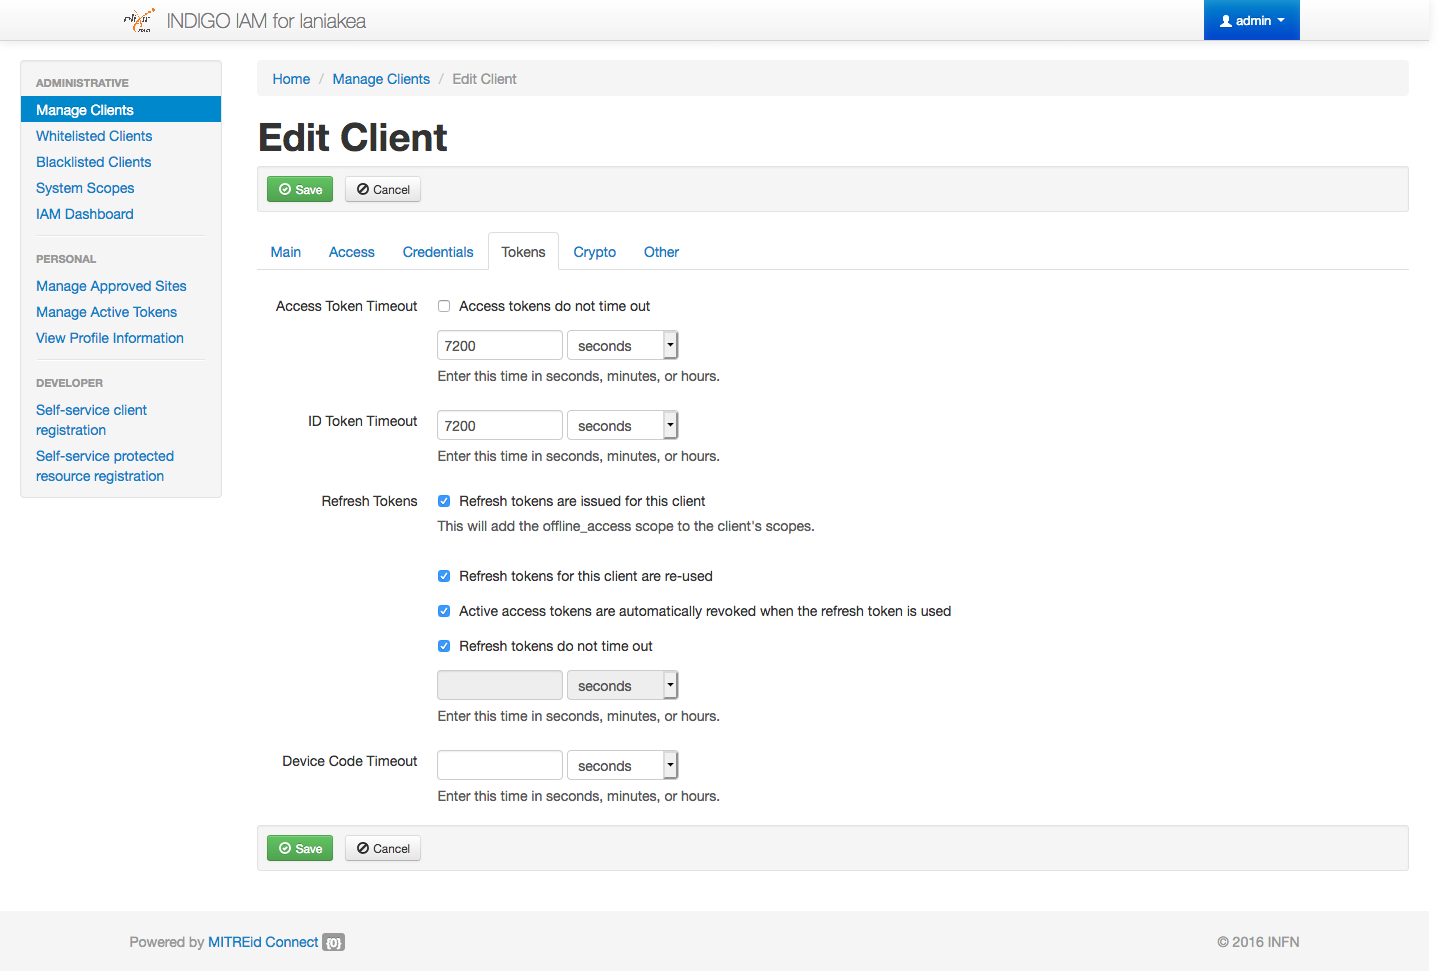 elixir
INDIGO IAM for laniakea
admin
ADMINISTRATIVE
Manage Clients
Whitelisted Clients
Blacklisted Clients
System Scopes
IAM Dashboard
PERSONAL
Manage Approved Sites
Manage Active Tokens
View Profile Information
DEVELOPER
Self-service client
registration
Self-service protected
resource registration
Home / Manage Clients / Edit Client
Edit Client
Save Cancel
Main Access Credentials Tokens Crypto Other
Access Token Timeout Access tokens do not time out
7200 seconds
Enter this time in seconds, minutes, or hours.
ID Token Timeout 7200 seconds
Enter this time in seconds, minutes, or hours.
Refresh Tokens Refresh tokens are issued for this client
This will add the offline_access scope to the client's scopes.
Refresh tokens for this client are re-used
Active access tokens are automatically revoked when the refresh token is used
Refresh tokens do not time out
seconds
Enter this time in seconds, minutes, or hours.
Device Code Timeout seconds
Enter this time in seconds, minutes, or hours.
Save Cancel
Powered by MITREid Connect {0}
© 2016 INFN